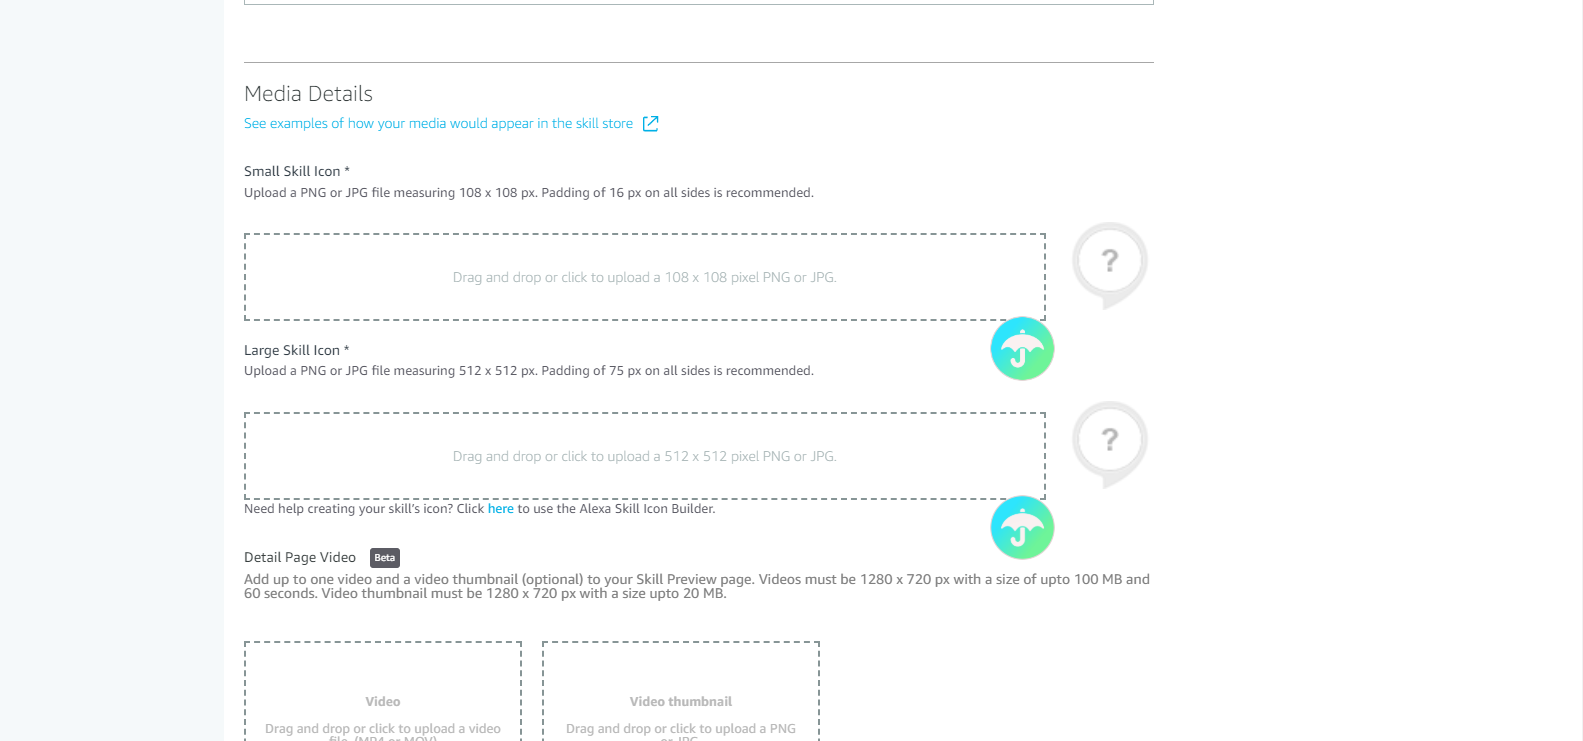 Media Details
See examples of how your media would appear in the skill store
Small Skill Icon *
Upload a PNG or JPG file measuring 108 x 108 px. Padding of 16 px on all sides is recommended.
Drag and drop or click to upload a 108 x 108 pixel PNG or JPG.
?
Large Skill Icon *
Upload a PNG or JPG file measuring 512 x 512 px. Padding of 75 px on all sides is recommended.
Drag and drop or click to upload a 512 x 512 pixel PNG or JPG.
?
Need help creating your skill's icon? Click here to use the Alexa Skill Icon Builder.
Detail Page Video Beta
Add up to one video and a video thumbnail (optional) to your Skill Preview page. Videos must be 1280 x 720 px with a size of upto 100 MB and
60 seconds. Video thumbnail must be 1280 x 720 px with a size upto 20 MB.
Video
Drag and drop or click to upload a video
file. (MP4 or MOV)
Video thumbnail
Drag and drop or click to upload a PNG
or JPG